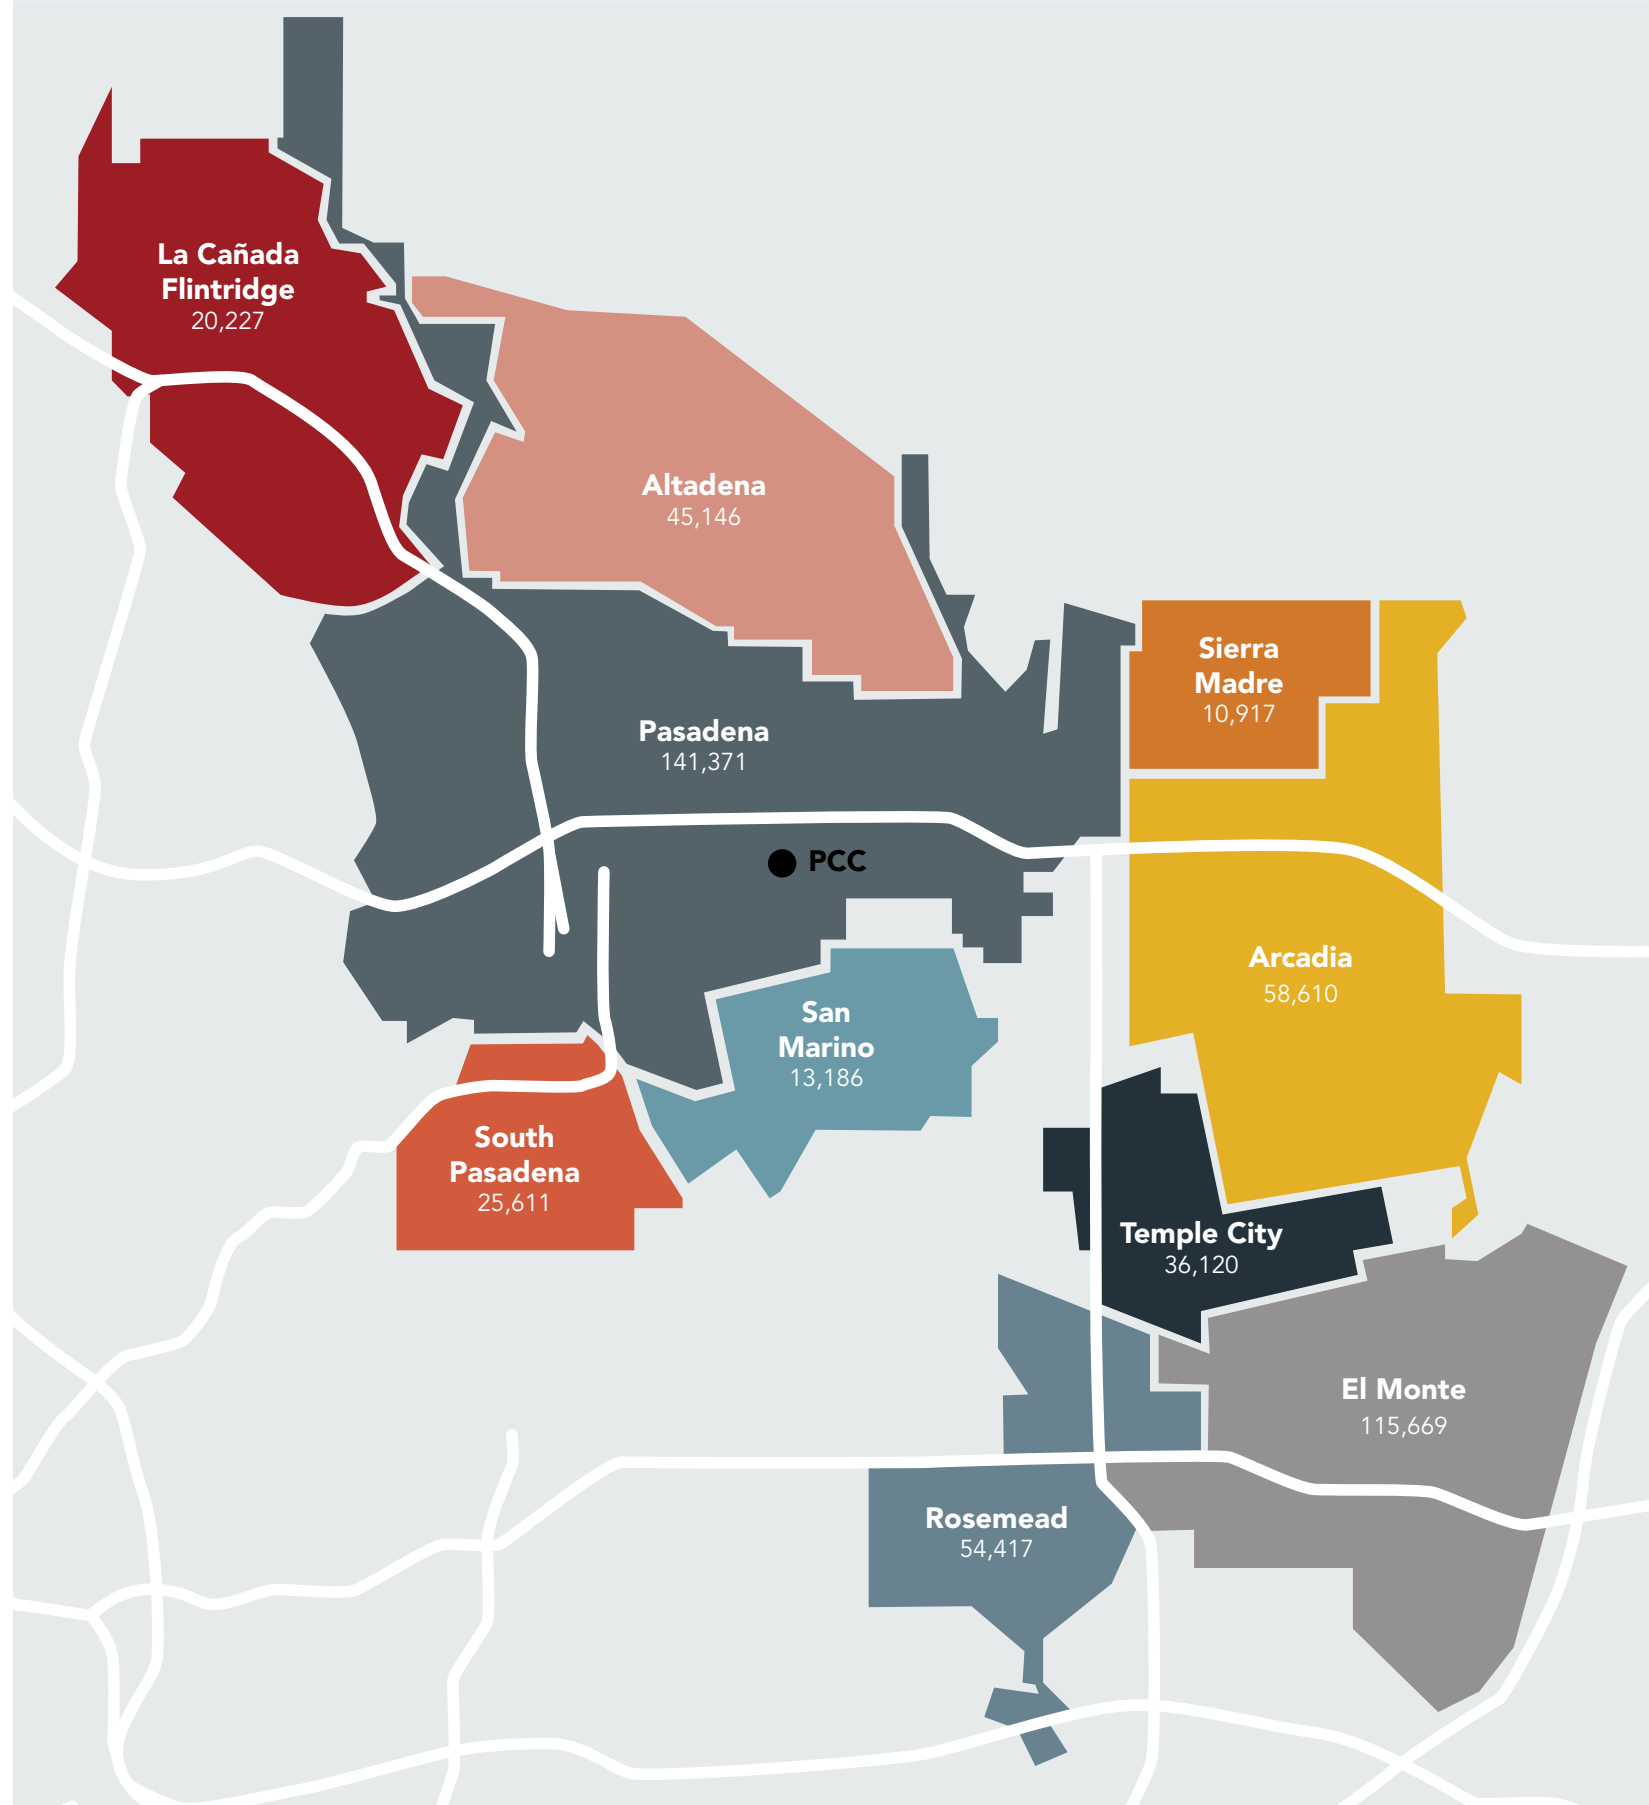 La Cañada
Flintridge
20,227
Altadena
45,146
Sierra
Madre
10,917
Pasadena
141,371
PCC
Arcadia
58,610
San
Marino
13,186
South
Pasadena
25,611
Temple City
36,120
El Monte
115,669
Rosemead
54,417